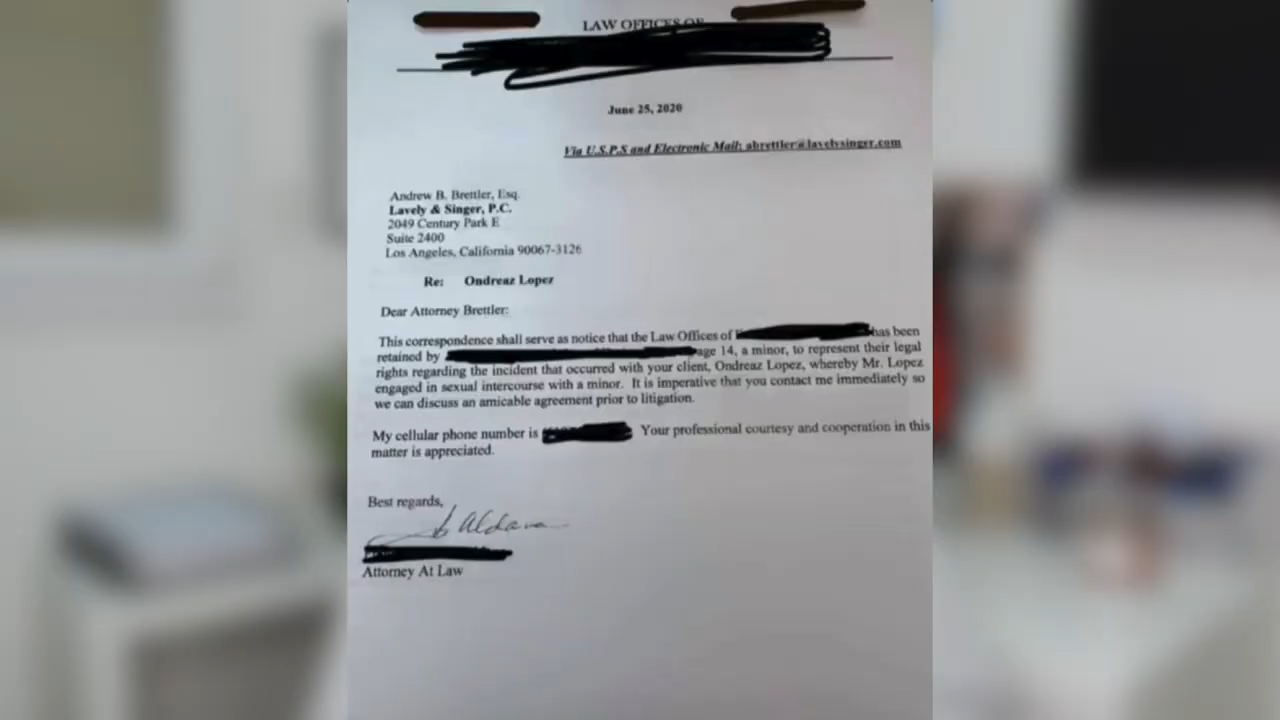 LAW OFFICES OF
June 25, 2020
Via U.S.P.S and Electronic Mail: abrettler@lavelysinger.com
Andrew B. Brettler, Esq.
Lavely & Singer, P.C.
2049 Century Park E
Suite 2400
Los Angeles, California 90067-3126
Re: Ondreaz Lopez
Dear Attorney Brettler:
This correspondence shall serve as notice that the Law Offices of has been
retained by age 14, a minor, to represent their legal
rights regarding the incident that occurred with your client, Ondreaz Lopez, whereby Mr. Lopez
engaged in sexual intercourse with a minor. It is imperative that you contact me immediately so
we can discuss an amicable agreement prior to litigation.
My cellular phone number is Your professional courtesy and cooperation in this
matter is appreciated.
Best regards,
Aldana
Attorney At Law